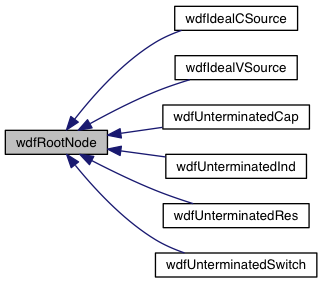 wdfIdealCSource
wdfIdealVSource
wdfUnterminatedCap
wdfRootNode
wdfUnterminatedInd
wdfUnterminatedRes
wdfUnterminatedSwitch